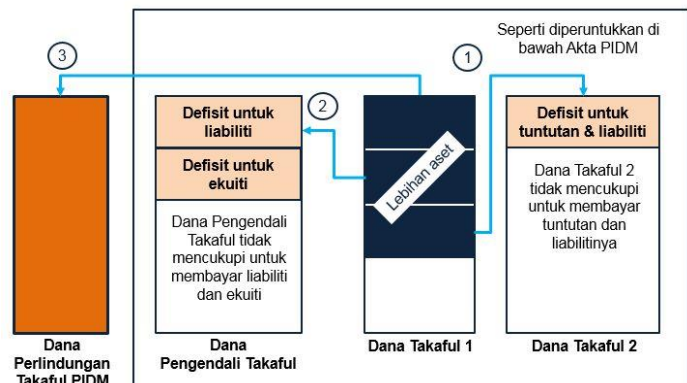 Seperti diperuntukkan di
bawah Akta PIDM
3
1
2
Defisit untuk
liabiliti
Defisit untuk
ekuiti
Dana Pengendali
Takaful tidak
mencukupi untuk
membayar liabiliti
dan ekuiti
Lebihan aset
Defisit untuk
tuntutan & liabiliti
Dana Takaful 2
tidak mencukupi
untuk membayar
tuntutan dan
liabilitinya
Dana
Perlindungan
Takaful PIDM
Dana
Pengendali Takaful
Dana Takaful 1
Dana Takaful 2